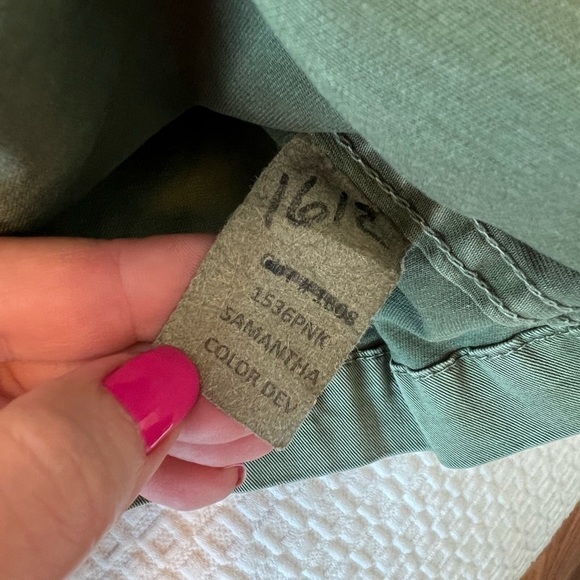 1612
1536PNK
SAMANTHA
COLOR DEV